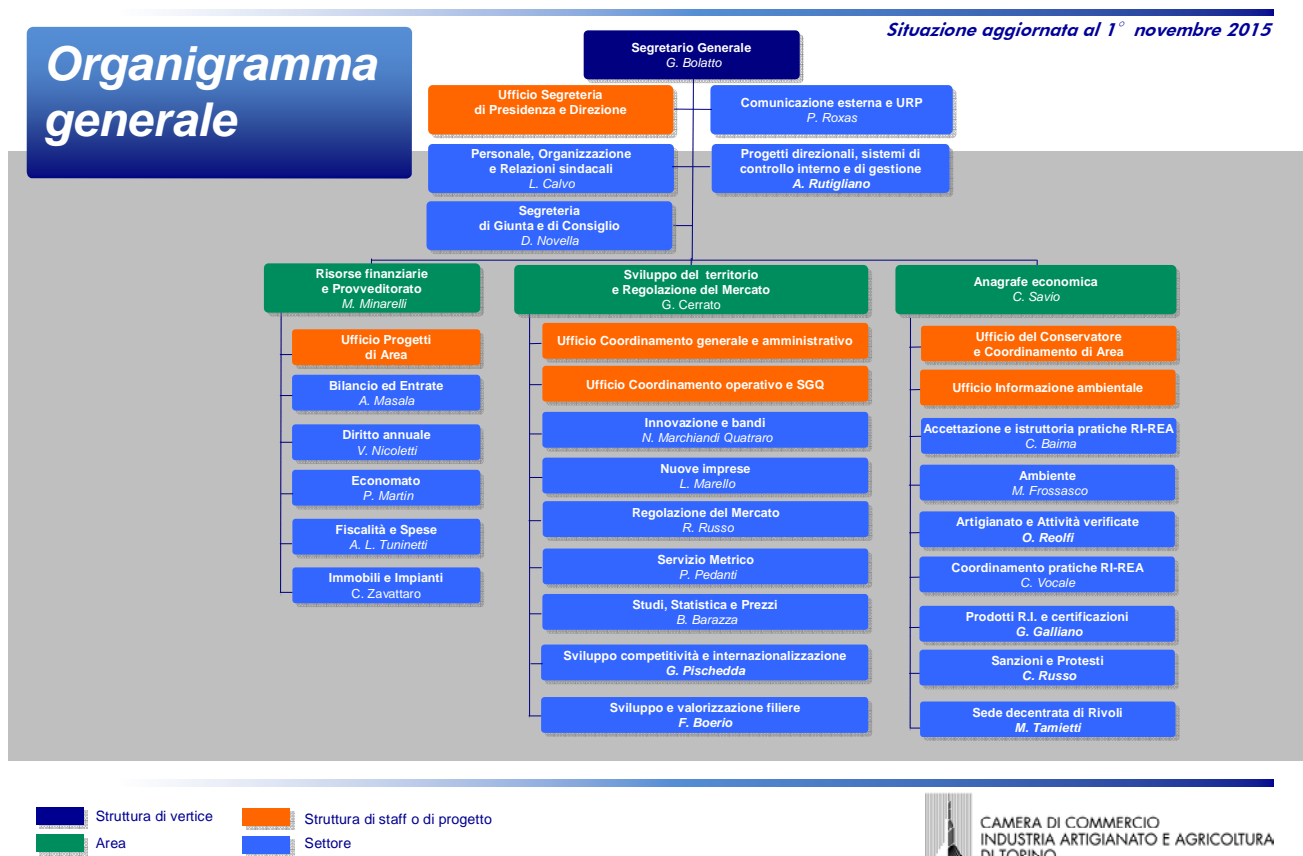 Situazione aggiornata al 1° novembre 2015
Organigramma
generale
Segretario Generale
G. Bolatto
Ufficio Segreteria
di Presidenza e Direzione
Comunicazione esterna e URP
P. Roxas
Personale, Organizzazione
e Relazioni sindacali
L. Calvo
Progetti direzionali, sistemi di
controllo interno e di gestione
A. Rutigliano
Segreteria
di Giunta e di Consiglio
D. Novella
Risorse finanziarie
e Provveditorato
M. Minarelli
Ufficio Progetti
di Area
Bilancio ed Entrate
A. Masala
Diritto annuale
V. Nicoletti
Economato
P. Martin
Fiscalità e Spese
A. L. Tuninetti
Immobili e Impianti
C. Zavattaro
Sviluppo del territorio
e Regolazione del Mercato
G. Cerrato
Ufficio Coordinamento generale e amministrativo
Ufficio Coordinamento operativo e SGQ
Innovazione e bandi
N. Marchiandi Quatraro
Nuove imprese
L. Marello
Regolazione del Mercato
R. Russo
Servizio Metrico
P. Pedanti
Studi, Statistica e Prezzi
B. Barazza
Sviluppo competitività e internazionalizzazione
G. Pischedda
Sviluppo e valorizzazione filiere
F. Boerio
Anagrafe economica
C. Savio
Ufficio del Conservatore
e Coordinamento di Area
Ufficio Informazione ambientale
Accettazione e istruttoria pratiche RI-REA
C. Baima
Ambiente
M. Frossasco
Artigianato e Attività verificate
O. Reolfi
Coordinamento pratiche RI-REA
C. Vocale
Prodotti R.I. e certificazioni
G. Galliano
Sanzioni e Protesti
C. Russo
Sede decentrata di Rivoli
M. Tamietti
Struttura di vertice
Struttura di staff o di progetto
Area
Settore
CAMERA DI COMMERCIO
INDUSTRIA ARTIGIANATO E AGRICOLTURA
DI TORINO